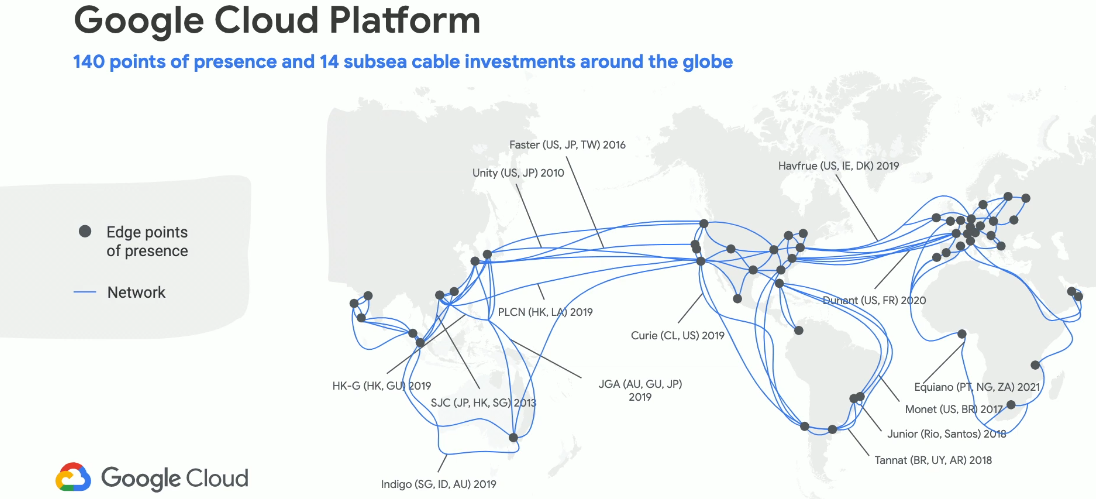 Google Cloud Platform
140 points of presence and 14 subsea cable investments around the globe
Faster (US, JP, TW) 2016
Unity (US, JP) 2010
Havfrue (US, IE, DK) 2019
Edge points
of presence
Network
PLCN (HK, LA) 2019
Dunant (US, FR) 2020
Curie (CL, US) 2019
HK-G (HK, GU) 2019
JGA (AU, GU, JP)
2019
SJC (JP, HK, SG) 2013
Equiano (PT, NG, ZA) 2021
Monet (US, BR) 2017
Junior (Rio, Santos) 2018
Tannat (BR, UY, AR) 2018
Indigo (SG, ID, AU) 2019
Google Cloud